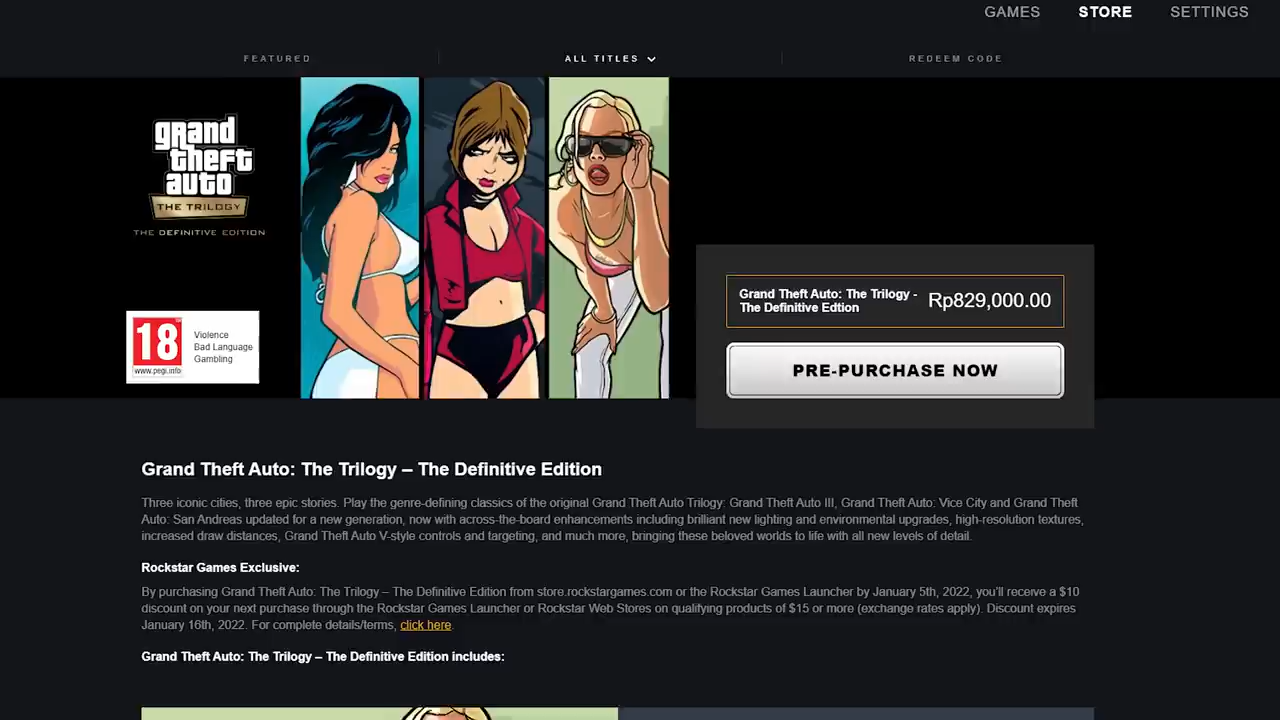 GAMES STORE SETTINGS
FEATURED ALL TITLES REDEEM CODE
grand
theft
auto
THE TRILOGY
THE DEFINITIVE EDITION
18
www.pegi.info
Violence
Bad Language
Gambling
Grand Theft Auto: The Trilogy -
The Definitive Edtion
Rp829,000.00
PRE-PURCHASE NOW
Grand Theft Auto: The Trilogy – The Definitive Edition
Three iconic cities, three epic stories. Play the genre-defining classics of the original Grand Theft Auto Trilogy: Grand Theft Auto III, Grand Theft Auto: Vice City and Grand Theft
Auto: San Andreas updated for a new generation, now with across-the-board enhancements including brilliant new lighting and environmental upgrades, high-resolution textures,
increased draw distances, Grand Theft Auto V-style controls and targeting, and much more, bringing these beloved worlds to life with all new levels of detail.
Rockstar Games Exclusive:
By purchasing Grand Theft Auto: The Trilogy – The Definitive Edition from store.rockstargames.com or the Rockstar Games Launcher by January 5th, 2022, you'll receive a $10
discount on your next purchase through the Rockstar Games Launcher or Rockstar Web Stores on qualifying products of $15 or more (exchange rates apply). Discount expires
January 16th, 2022. For complete details/terms, click here.
Grand Theft Auto: The Trilogy – The Definitive Edition includes: